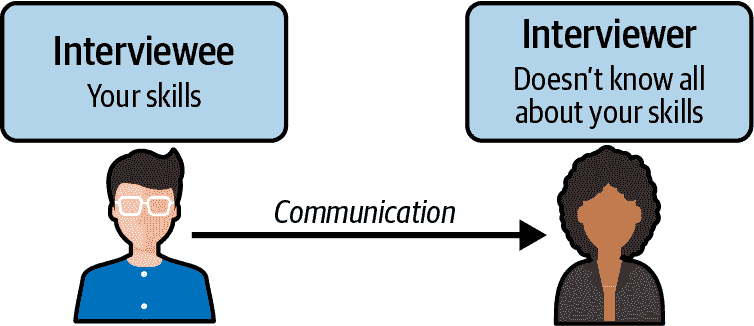 Interviewee
Your skills
Interviewer
Doesn't know all
about your skills
Communication